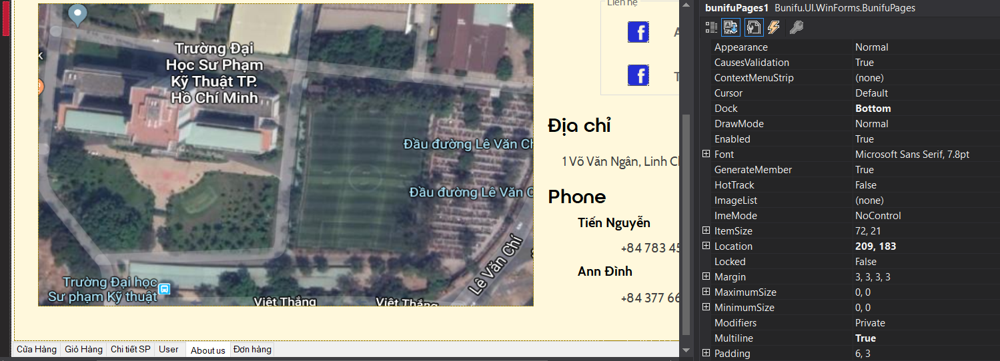 Liên hệ
Trường Đại
Học Sư Phạm
Kỹ Thuật TP.
Hồ Chí Minh
Địa chỉ
Đầu đường Lê Văn Ch
1 Võ Văn Ngân, Linh Ch
Đầu đường Lê Văn C
Phone
Tiến Nguyễn
+84 783 45
Ann Đình
+84 377 66
Lê Văn Chí
Trường Đại học
Sư phạm Kỹ thuật
Việt Thắng
Việt Thắng
Cửa Hàng
Giỏ Hàng
Chi tiết SP
User
About us
Đơn hàng
bunifuPages1 Bunifu.UI.WinForms.BunifuPages
Appearance Normal
CausesValidation True
ContextMenuStrip (none)
Cursor Default
Dock Bottom
DrawMode Normal
Enabled True
Font Microsoft Sans Serif, 7.8pt
GenerateMember True
HotTrack False
ImageList (none)
ImeMode NoControl
ItemSize 72, 21
Location 209, 183
Locked False
Margin 3, 3, 3, 3
MaximumSize 0, 0
MinimumSize 0, 0
Modifiers Private
Multiline True
Padding 6, 3